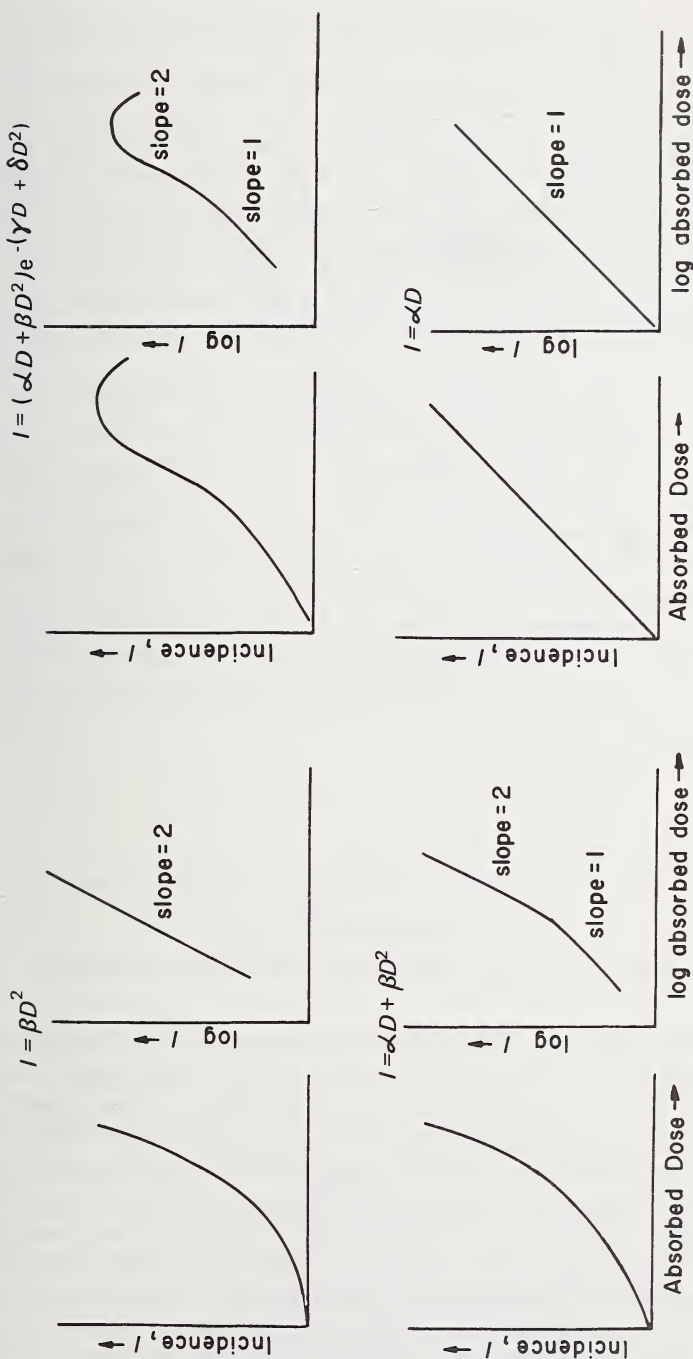 I = βD²
I = (αD + βD²)e -(γD + δD²)
Incidence, I →
log I →
slope = 2
Incidence, I →
log I →
slope = 2
slope = 1
I = αD + βD²
I = αD
Incidence, I →
log I →
slope = 2
slope = 1
Incidence, I →
log I →
slope = 1
Absorbed Dose →
log absorbed dose →
Absorbed Dose →
log absorbed dose →